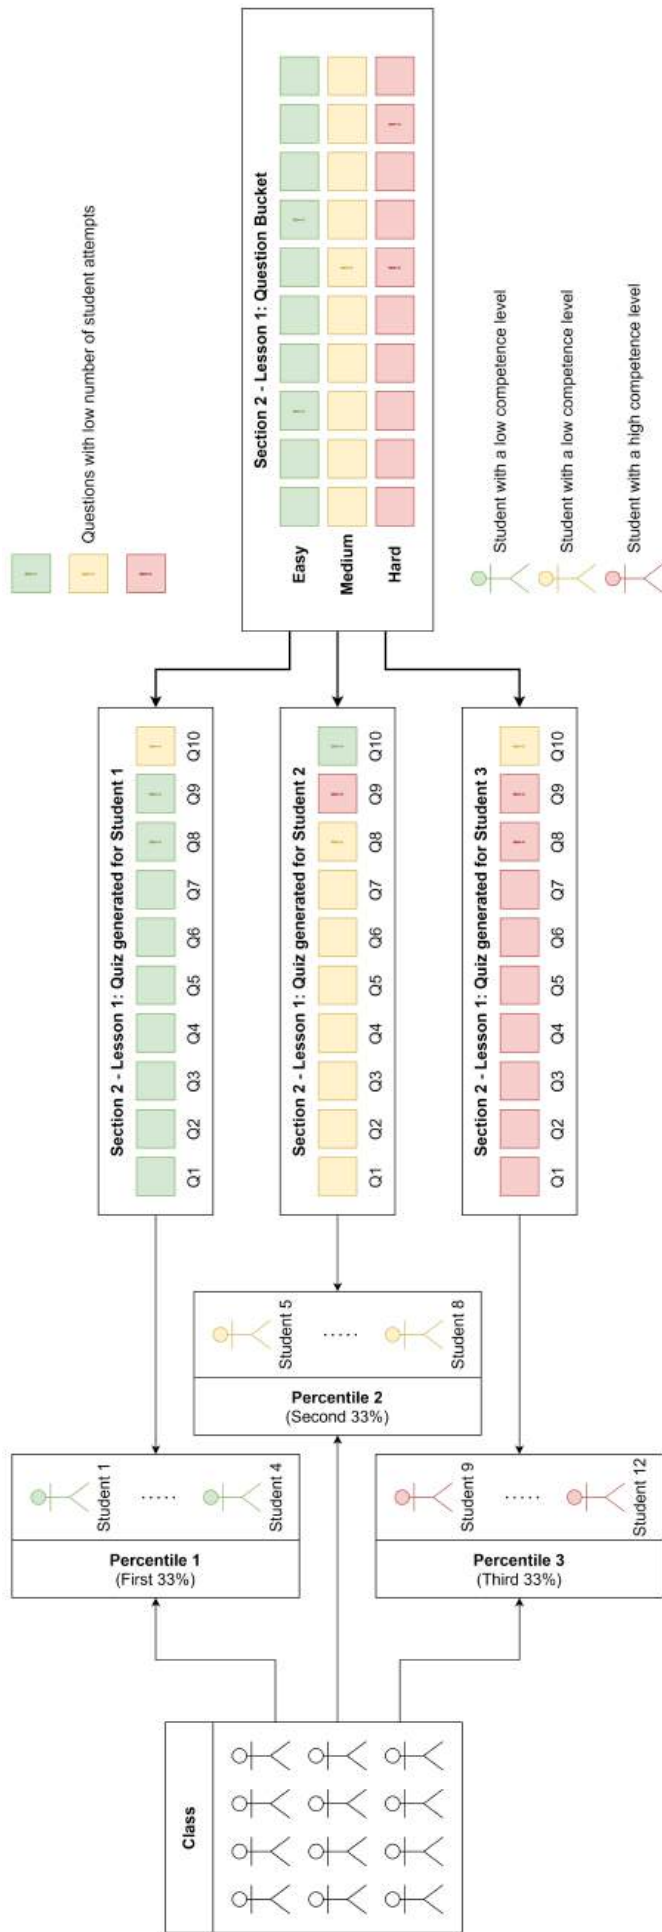 Class
Percentile 1
(First 33%)
Student 1
.....
Student 4
Percentile 2
(Second 33%)
Student 5
.....
Student 8
Percentile 3
(Third 33%)
Student 9
.....
Student 12
Section 2 - Lesson 1: Quiz generated for Student 1
Q1 Q2 Q3 Q4 Q5 Q6 Q7 Q8 Q9 Q10
Section 2 - Lesson 1: Quiz generated for Student 2
Q1 Q2 Q3 Q4 Q5 Q6 Q7 Q8 Q9 Q10
Section 2 - Lesson 1: Quiz generated for Student 3
Q1 Q2 Q3 Q4 Q5 Q6 Q7 Q8 Q9 Q10
Questions with low number of student attempts
Section 2 - Lesson 1: Question Bucket
Easy
Medium
Hard
Student with a low competence level
Student with a low competence level
Student with a high competence level